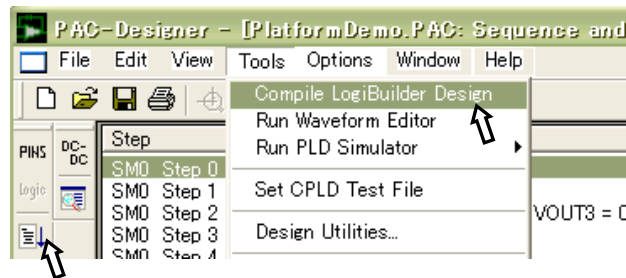 PAC-Designer - [PlatformDemo.PAC: Sequence and
File Edit View Tools Options Window Help
Compile LogiBuilder Design
Run Waveform Editor
Run PLD Simulator
Set CPLD Test File
Design Utilities...
PINS
DC-DC
Logic
Step
SM0 Step 0
SM0 Step 1
SM0 Step 2
VOUT3 = 
SM0 Step 3
SM0 Step 4